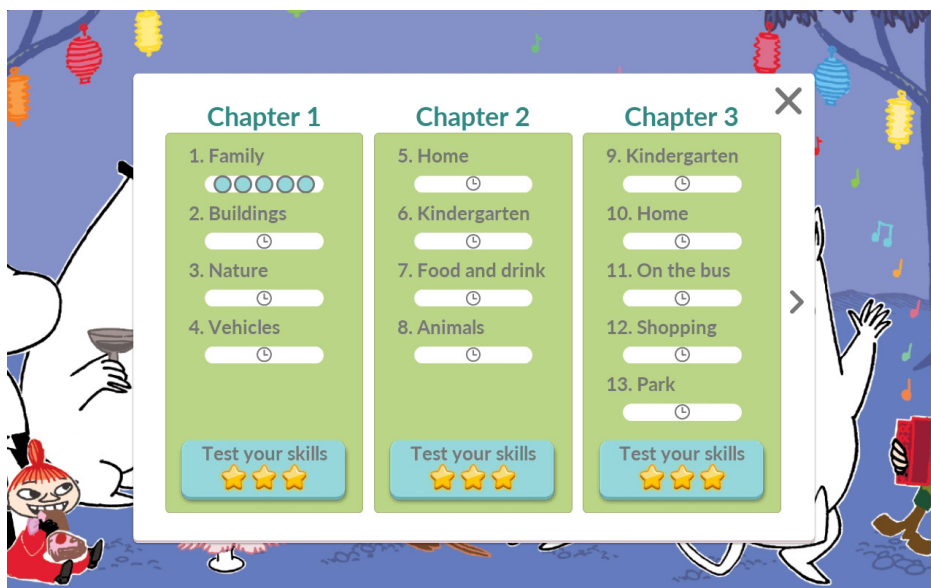 Chapter 1
1. Family
2. Buildings
3. Nature
4. Vehicles
Test your skills
Chapter 2
5. Home
6. Kindergarten
7. Food and drink
8. Animals
Test your skills
Chapter 3
9. Kindergarten
10. Home
11. On the bus
12. Shopping
13. Park
Test your skills